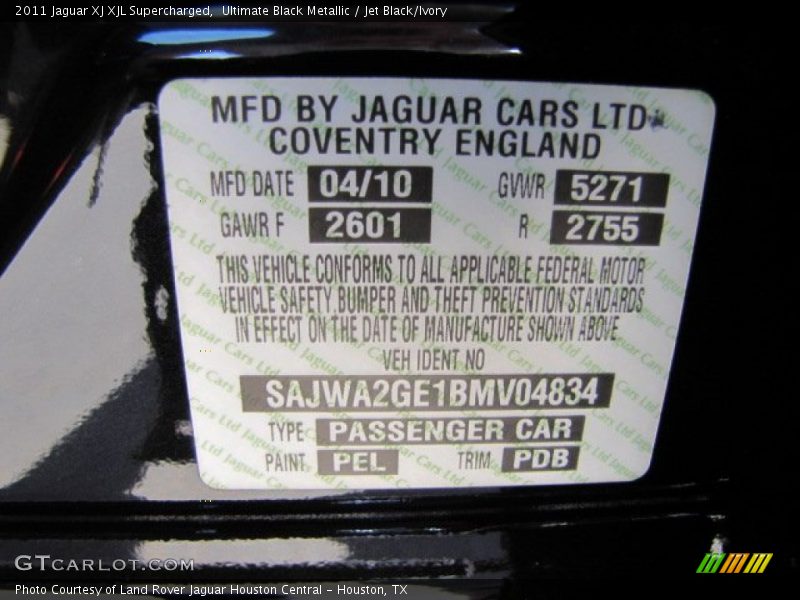 2011 Jaguar XJ XJL Supercharged,  Ultimate Black Metallic / Jet Black/Ivory
MFD BY JAGUAR CARS LTD
COVENTRY ENGLAND
MFD DATE 04/10 GVWR 5271
GAWR F 2601 R 2755
THIS VEHICLE CONFORMS TO ALL APPLICABLE FEDERAL MOTOR
VEHICLE SAFETY BUMPER AND THEFT PREVENTION STANDARDS
IN EFFECT ON THE DATE OF MANUFACTURE SHOWN ABOVE
VEH IDENT NO
SAJWA2GE1BMV04834
TYPE PASSENGER CAR
PAINT PEL TRIM PDB
GTCARLOT.COM
Photo Courtesy of Land Rover Jaguar Houston Central – Houston, TX